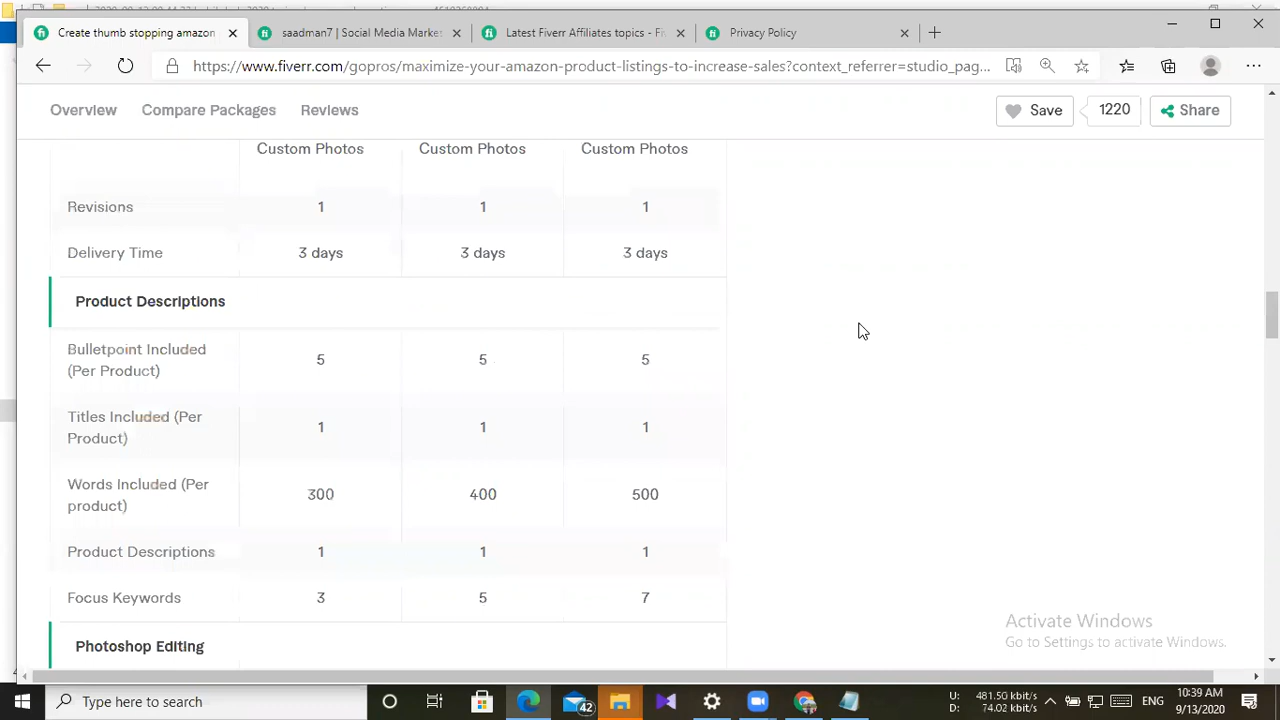 Create thumb stopping amazon
saadman7 | Social Media Market
Latest Fiverr Affiliates topics - Fi
Privacy Policy
https://www.fiverr.com/gopros/maximize-your-amazon-product-listings-to-increase-sales?context_referrer=studio_pag...
Overview Compare Packages Reviews
Save 1220 Share
Custom Photos Custom Photos Custom Photos
Revisions 1 1 1
Delivery Time 3 days 3 days 3 days
Product Descriptions
Bulletpoint Included
(Per Product) 5 5 5
Titles Included (Per
Product) 1 1 1
Words Included (Per
product) 300 400 500
Product Descriptions 1 1 1
Focus Keywords 3 5 7
Photoshop Editing
Activate Windows
Go to Settings to activate Windows.
Type here to search
42
U: 481.50 kbit/s
D: 74.02 kbit/s
ENG
10:39 AM
9/13/2020